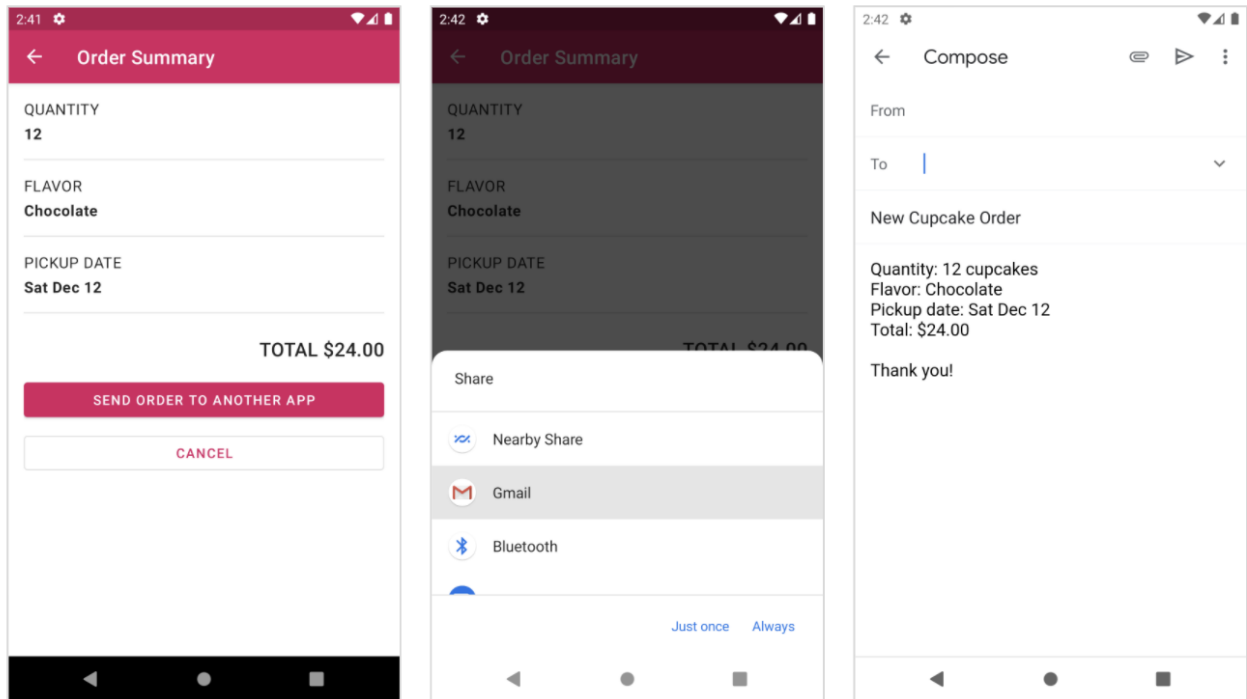 2:41
Order Summary
QUANTITY
12
FLAVOR
Chocolate
PICKUP DATE
Sat Dec 12
TOTAL $24.00
SEND ORDER TO ANOTHER APP
CANCEL
2:42
Order Summary
QUANTITY
12
FLAVOR
Chocolate
PICKUP DATE
Sat Dec 12
TOTAL $24.00
Share
Nearby Share
Gmail
Bluetooth
Just once Always
2:42
Compose
From
To
New Cupcake Order
Quantity: 12 cupcakes
Flavor: Chocolate
Pickup date: Sat Dec 12
Total: $24.00
Thank you!